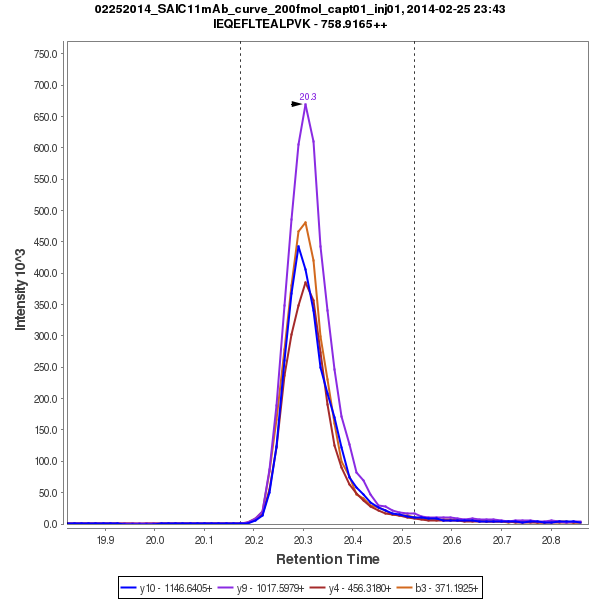 02252014_SAIC11mAb_curve_200fmol_capt01_inj01, 2014-02-25 23:43
IEQEFLTEALPVK - 758.9165++
Intensity 10^3
750.0
700.0
650.0
600.0
550.0
500.0
450.0
400.0
350.0
300.0
250.0
200.0
150.0
100.0
50.0
0.0
20.3
19.9 20.0 20.1 20.2 20.3 20.4 20.5 20.6 20.7 20.8
Retention Time
y10 - 1146.6405+ y9 - 1017.5979+ y4 - 456.3180+ b3 - 371.1925+